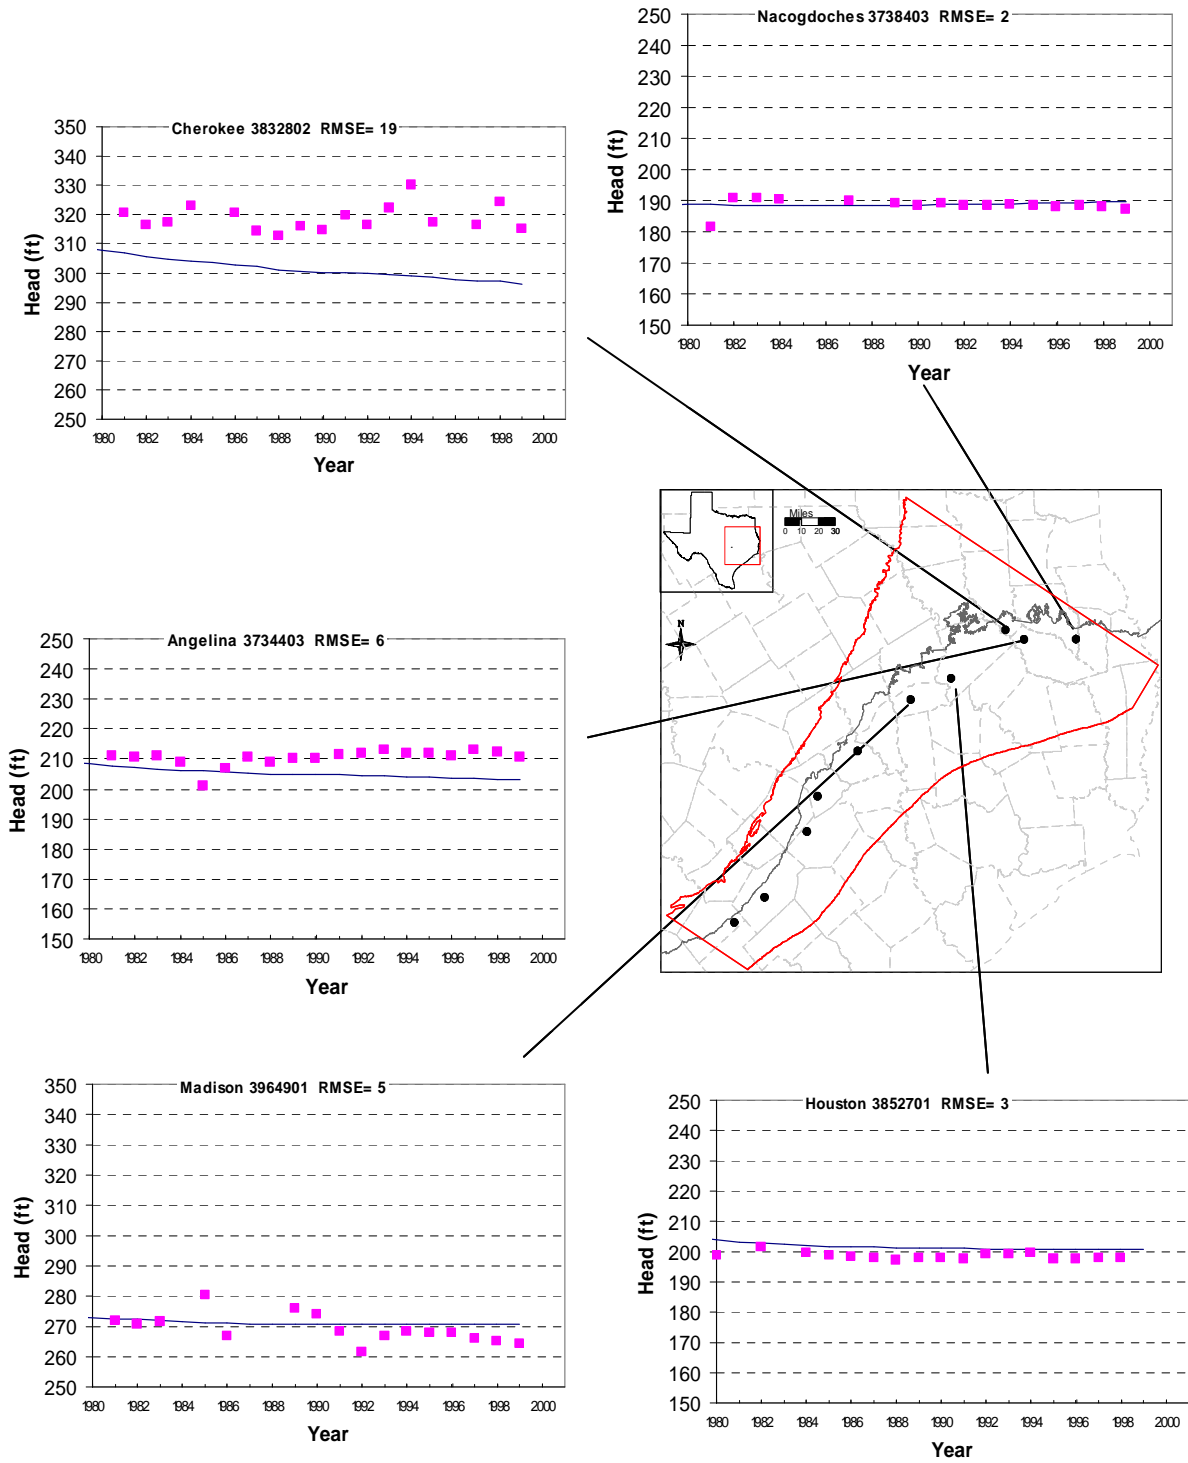 Nacogdoches 3738403 RMSE= 2
250
240
230
220
210
200
190
180
170
160
150
Head (ft)
1980 1982 1984 1986 1988 1990 1992 1994 1996 1998 2000
Year
Cherokee 3832802 RMSE= 19
350
340
330
320
310
300
290
280
270
260
250
Head (ft)
1980 1982 1984 1986 1988 1990 1992 1994 1996 1998 2000
Year
Miles
0 10 20 30
N
Angelina 3734403 RMSE= 6
250
240
230
220
210
200
190
180
170
160
150
Head (ft)
1980 1982 1984 1986 1988 1990 1992 1994 1996 1998 2000
Year
Madison 3964901 RMSE= 5
350
340
330
320
310
300
290
280
270
260
250
Head (ft)
1980 1982 1984 1986 1988 1990 1992 1994 1996 1998 2000
Year
Houston 3852701 RMSE= 3
250
240
230
220
210
200
190
180
170
160
150
Head (ft)
1980 1982 1984 1986 1988 1990 1992 1994 1996 1998 2000
Year